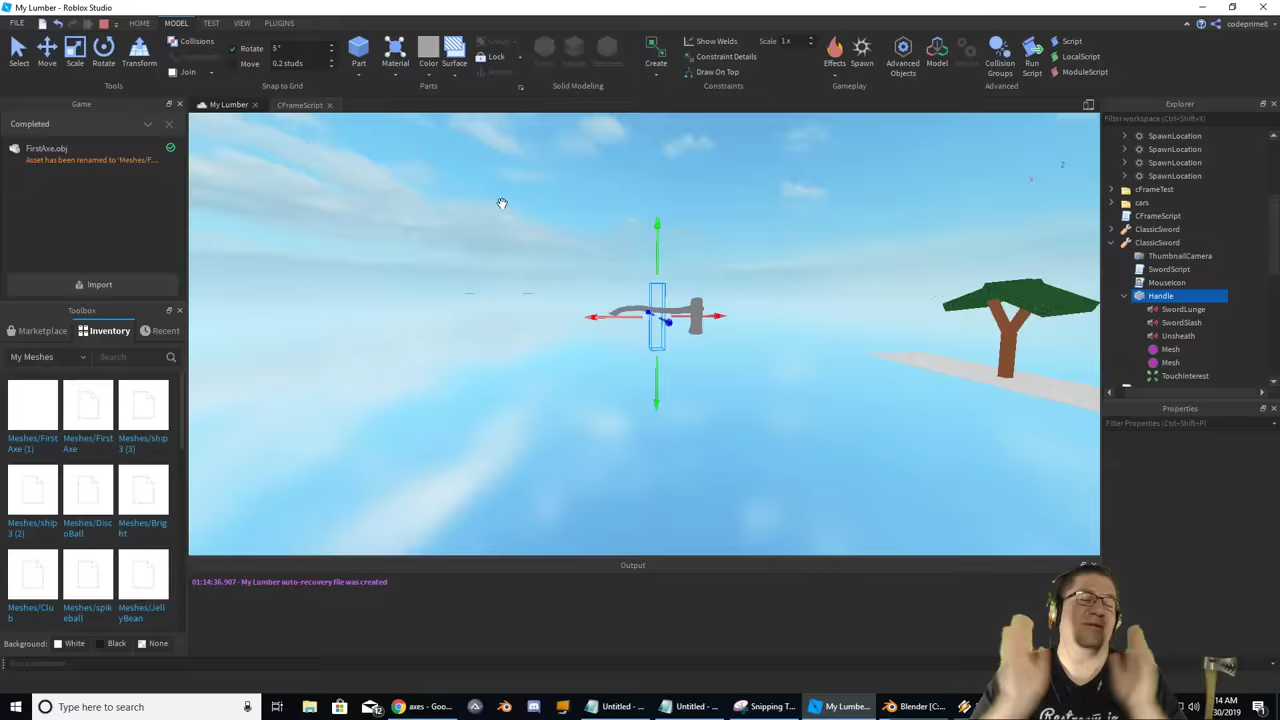 My Lumber - Roblox Studio
FILE
HOME
MODEL
TEST
VIEW
PLUGINS
codeprime8
Select
Move
Scale
Rotate
Transform
Tools
Collisions
Join
Rotate
5 °
Move
0.2 studs
Snap to Grid
Part
Material
Color
Surface
Parts
Lock
Solid Modeling
Create
Show Welds
Scale
1 x
Constraint Details
Draw On Top
Constraints
Effects
Spawn
Gameplay
Advanced
Objects
Model
Collision
Groups
Run
Script
Script
LocalScript
ModuleScript
Advanced
Game
Completed
FirstAxe.obj
Asset has been renamed to 'Meshes/F...
Import
Toolbox
Marketplace
Inventory
Recent
My Meshes
Search
Meshes/First
Axe (1)
Meshes/First
Axe
Meshes/ship
3 (3)
Meshes/ship
3 (2)
Meshes/Disc
oBall
Meshes/Brig
ht
Meshes/Clu
b
Meshes/spik
eball
Meshes/Jell
yBean
Background:
White
Black
None
My Lumber
CFrameScript
Z
X
Output
01:14:36.907 - My Lumber auto-recovery file was created
Explorer
Filter workspace (Ctrl+Shift+X)
SpawnLocation
SpawnLocation
SpawnLocation
SpawnLocation
cFrameTest
cars
CFrameScript
ClassicSword
ClassicSword
ThumbnailCamera
SwordScript
MouseIcon
Handle
SwordLunge
SwordSlash
Unsheath
Mesh
Mesh
TouchInterest
Properties
Filter Properties (Ctrl+Shift+P)
Type here to search
12
axes - Goo...
Untitled - ...
Untitled - ...
Snipping T...
My Lumbe...
Blender [C:...
14 AM
/30/2019